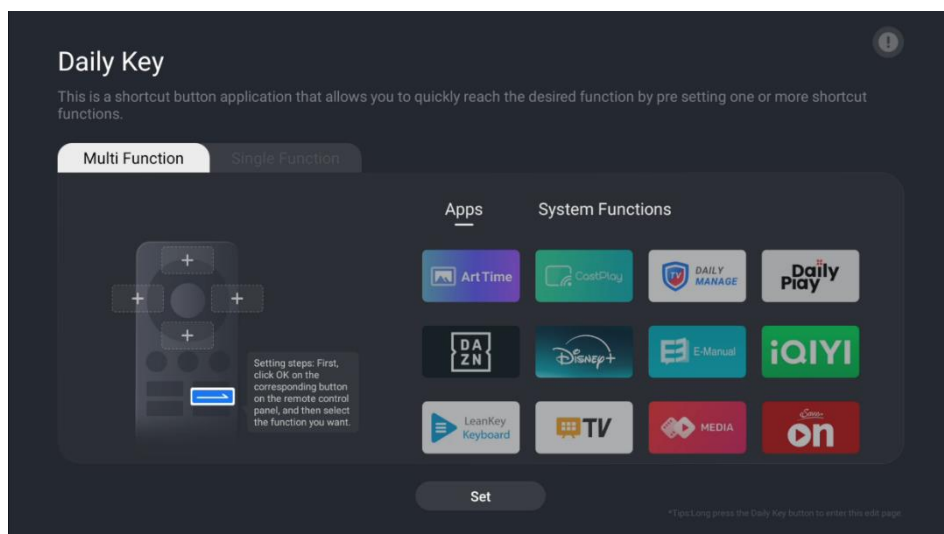 Daily Key
This is a shortcut button application that allows you to quickly reach the desired function by pre setting one or more shortcut
functions.
Multi Function
Single Function
Apps
System Functions
Art Time
CastPlay
TV
DAILY
MANAGE
Daily
Play
DA
ZN
Disney+
E-Manual
iQIYI
LeanKey
Keyboard
TV
MEDIA
on
Setting steps: First,
click OK on the
corresponding button
on the remote control
panel, and then select
the function you want.
Set
*Tips:Long press the Daily Key button to enter this edit page